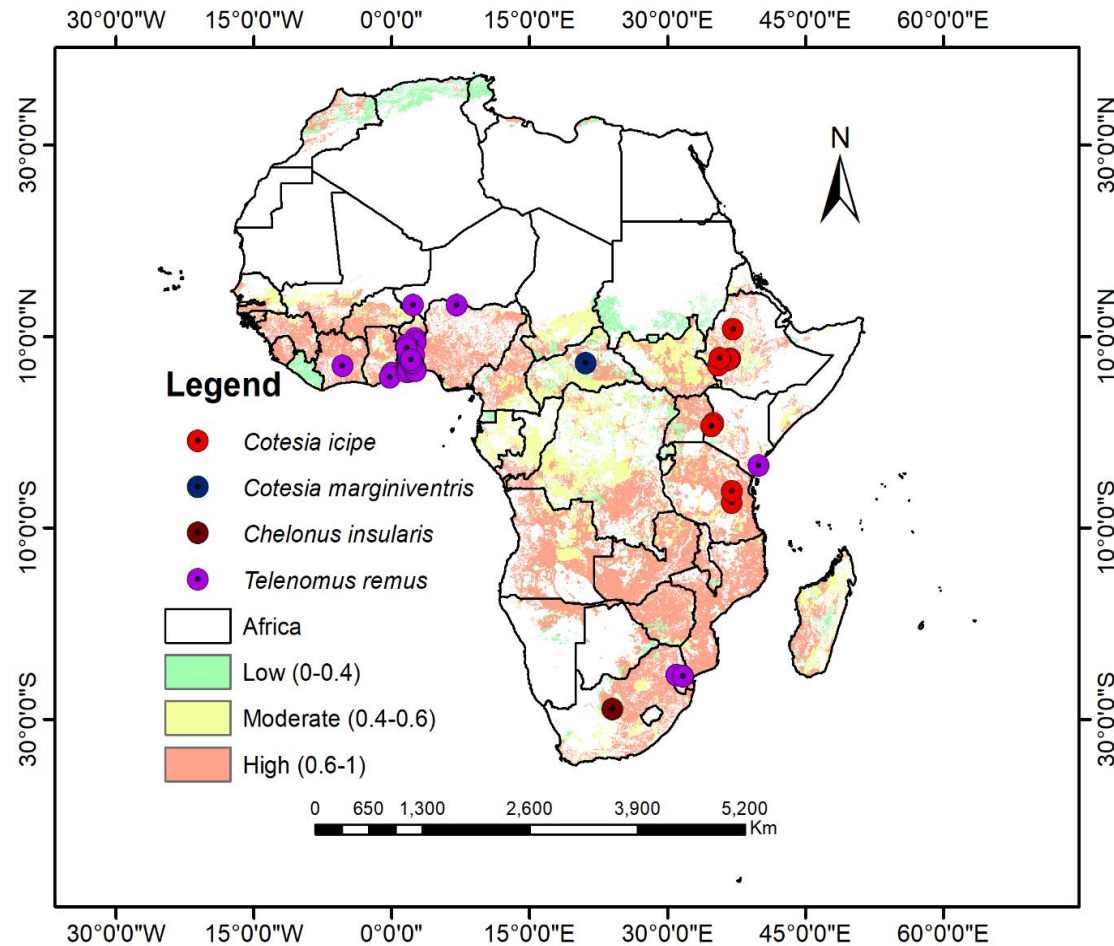 30°0'0"W 15°0'0"W 0°0'0" 15°0'0"E 30°0'0"E 45°0'0"E 60°0'0"E
30°0'0"N 30°0'0"N
N
10°0'0"N 10°0'0"N
Legend
Cotesia icipe
Cotesia marginiventris
Chelonus insularis
Telenomus remus
Africa
Low (0-0.4)
Moderate (0.4-0.6)
High (0.6-1)
10°0'0"S 10°0'0"S
30°0'0"S 30°0'0"S
0 650 1,300 2,600 3,900 5,200
Km
30°0'0"W 15°0'0"W 0°0'0" 15°0'0"E 30°0'0"E 45°0'0"E 60°0'0"E